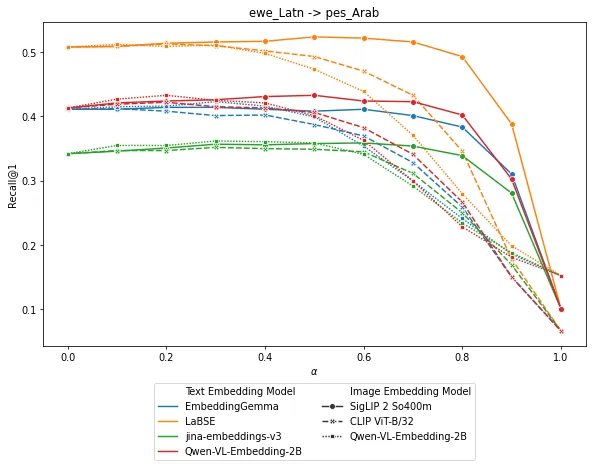 ewe_Latn -> pes_Arab
Recall@1
0.5
0.4
0.3
0.2
0.1
0.0 0.2 0.4 0.6 0.8 1.0
α
Text Embedding Model
EmbeddingGemma
LaBSE
jina-embeddings-v3
Qwen-VL-Embedding-2B
Image Embedding Model
SigLIP 2 So400m
CLIP ViT-B/32
Qwen-VL-Embedding-2B